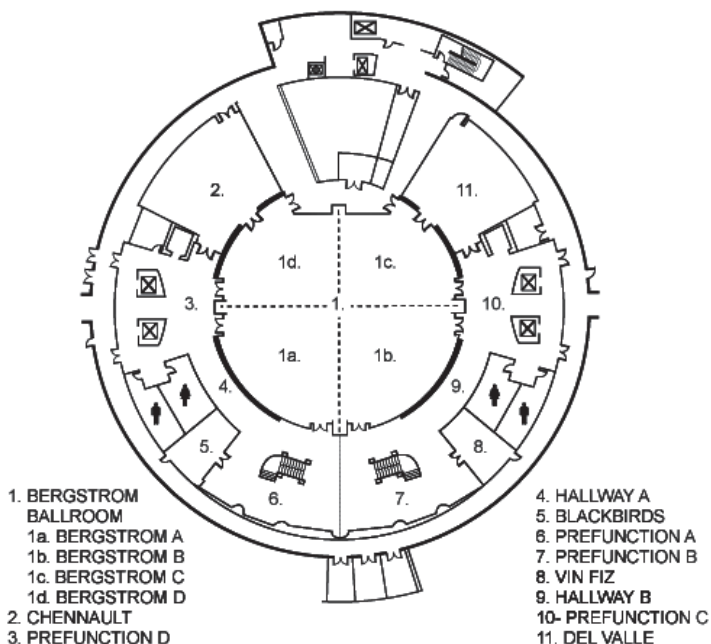 2.
11.
1d.
1c.
3.
1.
10.
1a.
1b.
4.
9.
5.
8.
6.
7.
1. BERGSTROM
BALLROOM
1a. BERGSTROM A
1b. BERGSTROM B
1c. BERGSTROM C
1d. BERGSTROM D
2. CHENNAULT
3. PREFUNCTION D
4. HALLWAY A
5. BLACKBIRDS
6. PREFUNCTION A
7. PREFUNCTION B
8. VIN FIZ
9. HALLWAY B
10- PREFUNCTION C
11. DEL VALLE